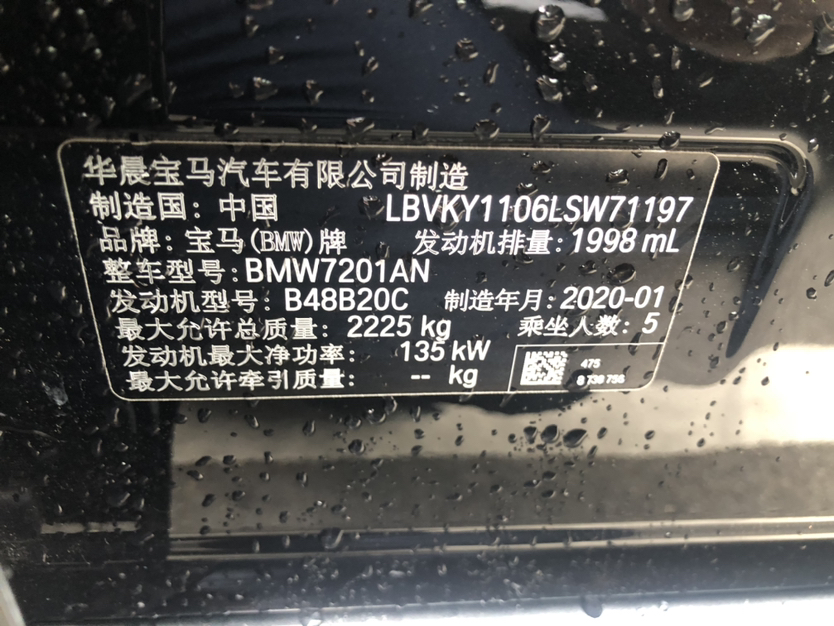 华晨宝马汽车有限公司制造
制造国：中国 LBVKY1106LSW71197
品牌：宝马(BMW)牌 发动机排量：1998 mL
整车型号：BMW7201AN
发动机型号：B48B20C 制造年月：2020-01
最大允许总质量：2225 kg 乘坐人数：5
发动机最大净功率：135 kW
最大允许牵引质量：-- kg
475
8 738 756